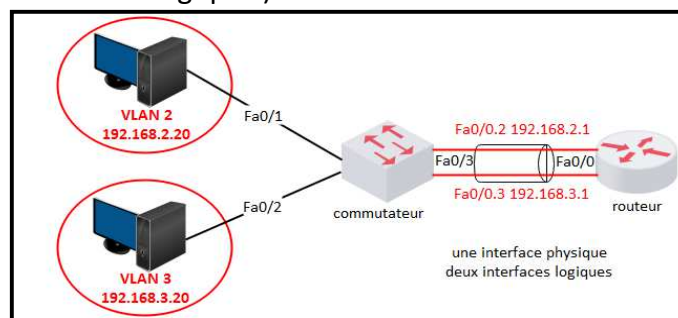 VLAN 2
192.168.2.20
Fa0/1
Fa0/2
VLAN 3
192.168.3.20
commutateur
Fa0/3
Fa0/0.2 192.168.2.1
Fa0/0
Fa0/0.3 192.168.3.1
routeur
une interface physique
deux interfaces logiques